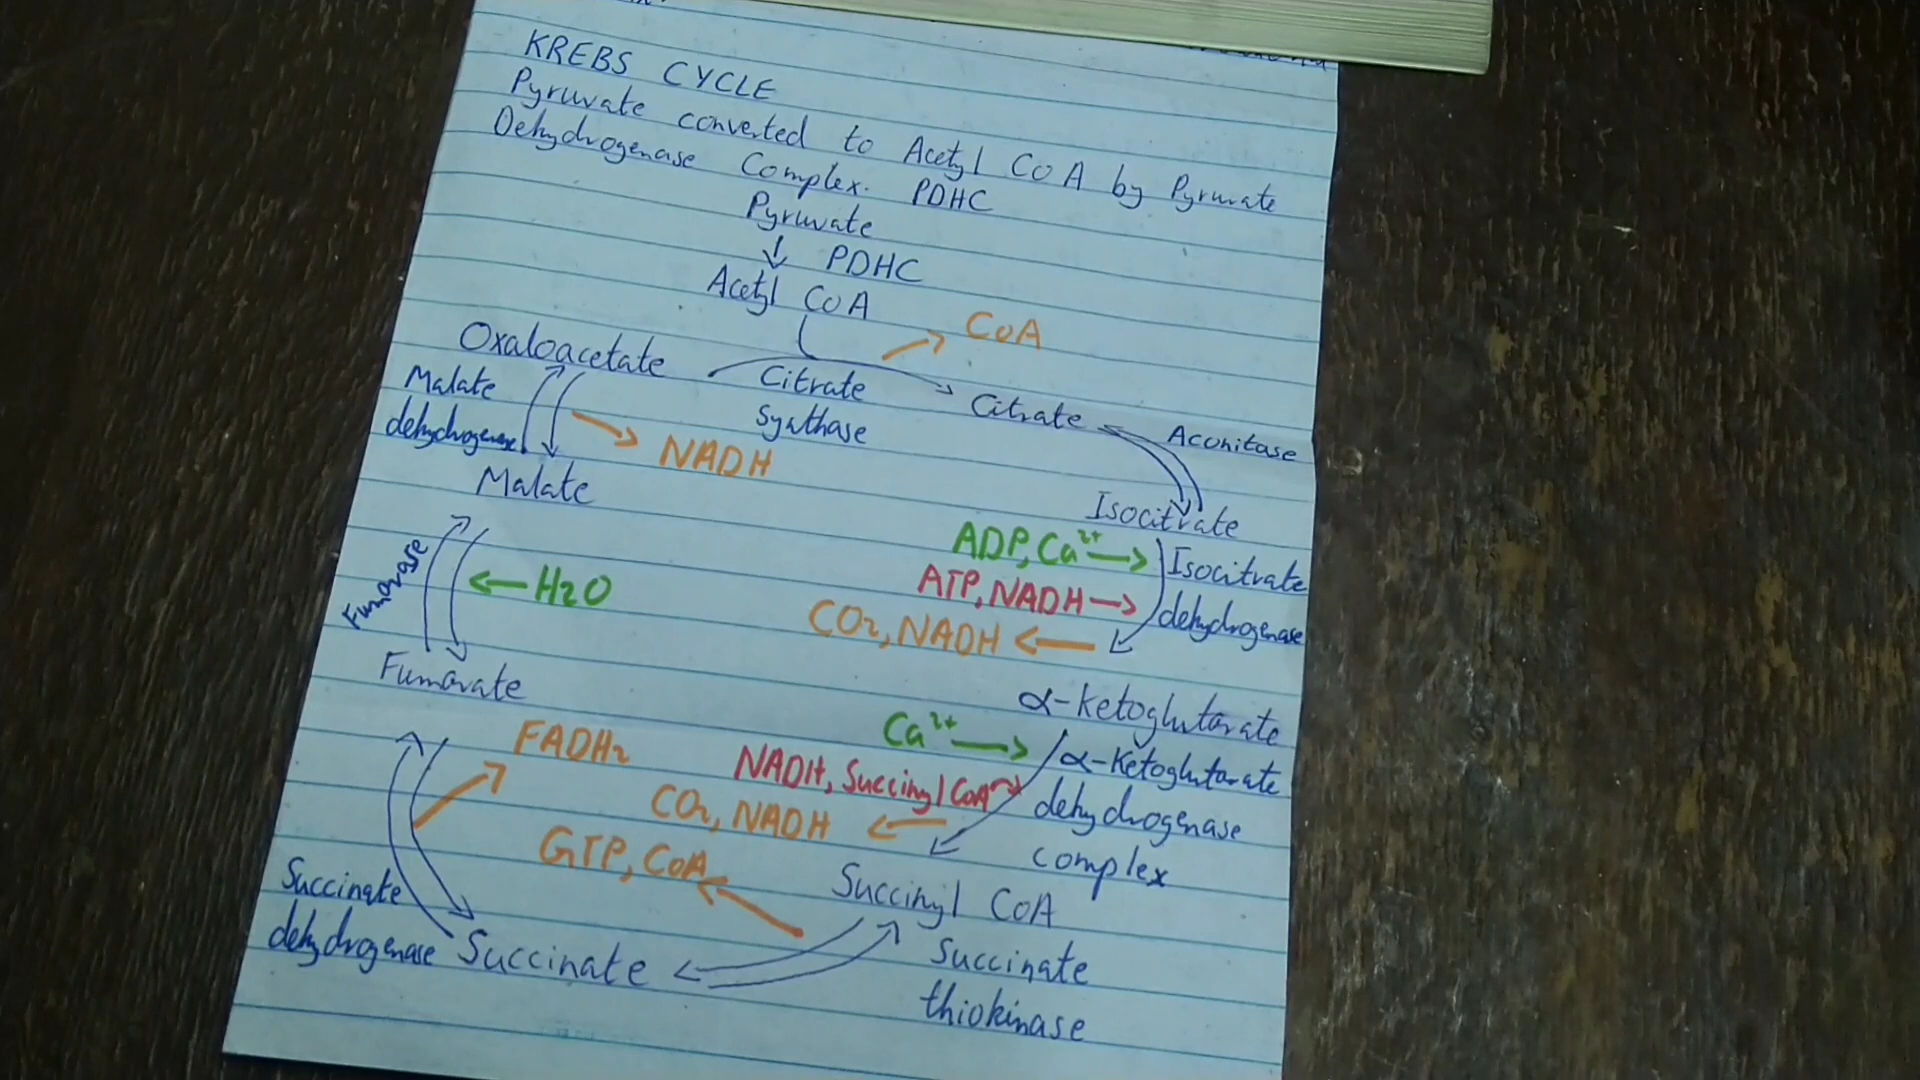 KREBS CYCLE
Pyruvate converted to Acetyl CoA by Pyruvate
Dehydrogenase Complex. PDHC
Pyruvate
↓ PDHC
Acetyl CoA
CoA
Oxaloacetate
Citrate
Synthase
Citrate
Aconitase
Malate
dehydrogenase
NADH
Malate
Isocitrate
ADP, Ca²⁺ →
Isocitrate
dehydrogenase
ATP, NADH →
CO₂, NADH ←
Fumarase
← H2O
Fumarate
α-ketoglutarate
Ca²⁺ →
α-ketoglutarate
dehydrogenase
complex
NADH, Succinyl CoA →
CO₂, NADH ←
FADH₂
GTP, CoA
Succinyl CoA
Succinate
dehydrogenase
Succinate
Succinate
thiokinase